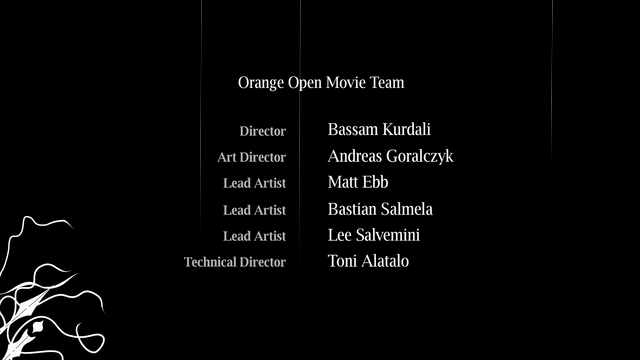 Orange Open Movie Team
Director Bassam Kurdali
Art Director Andreas Goralczyk
Lead Artist Matt Ebb
Lead Artist Bastian Salmela
Lead Artist Lee Salvemini
Technical Director Toni Alatalo